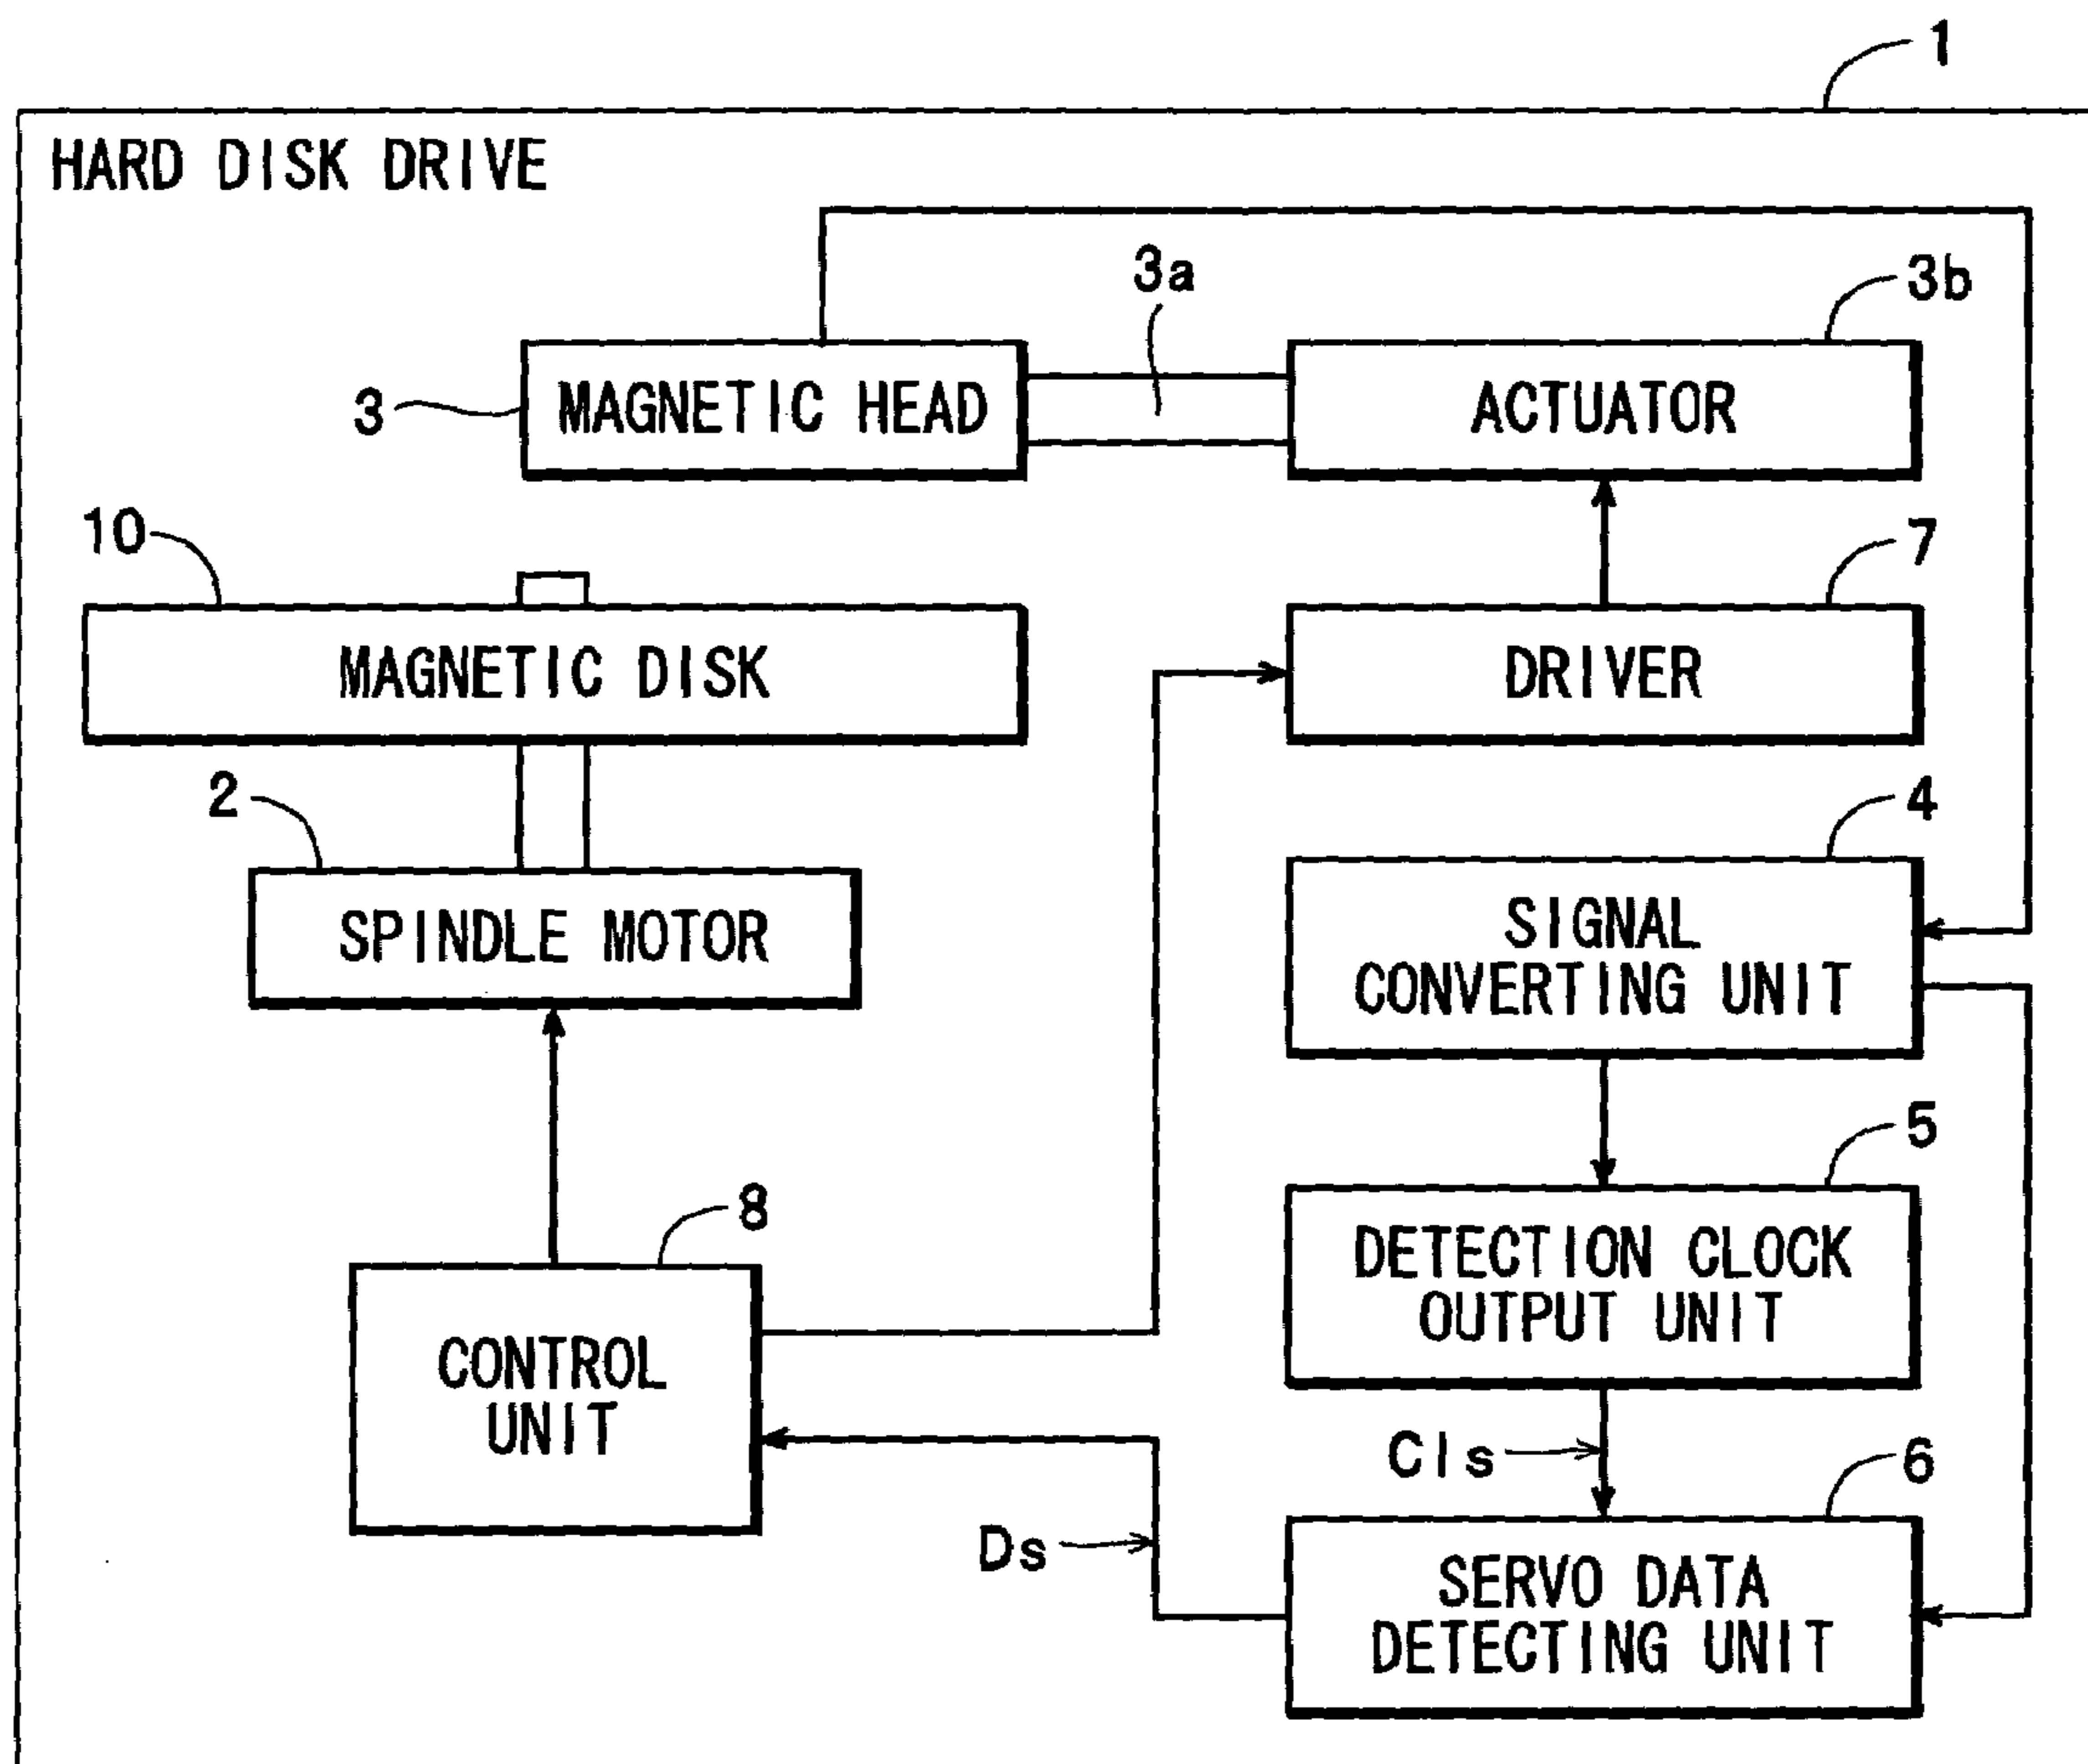 1
HARD DISK DRIVE
3a
3b
3
MAGNETIC HEAD
ACTUATOR
10
7
MAGNETIC DISK
DRIVER
2
4
SPINDLE MOTOR
SIGNAL
CONVERTING UNIT
5
8
DETECTION CLOCK
OUTPUT UNIT
CONTROL
UNIT
Cls
6
Ds
SERVO DATA
DETECTING UNIT